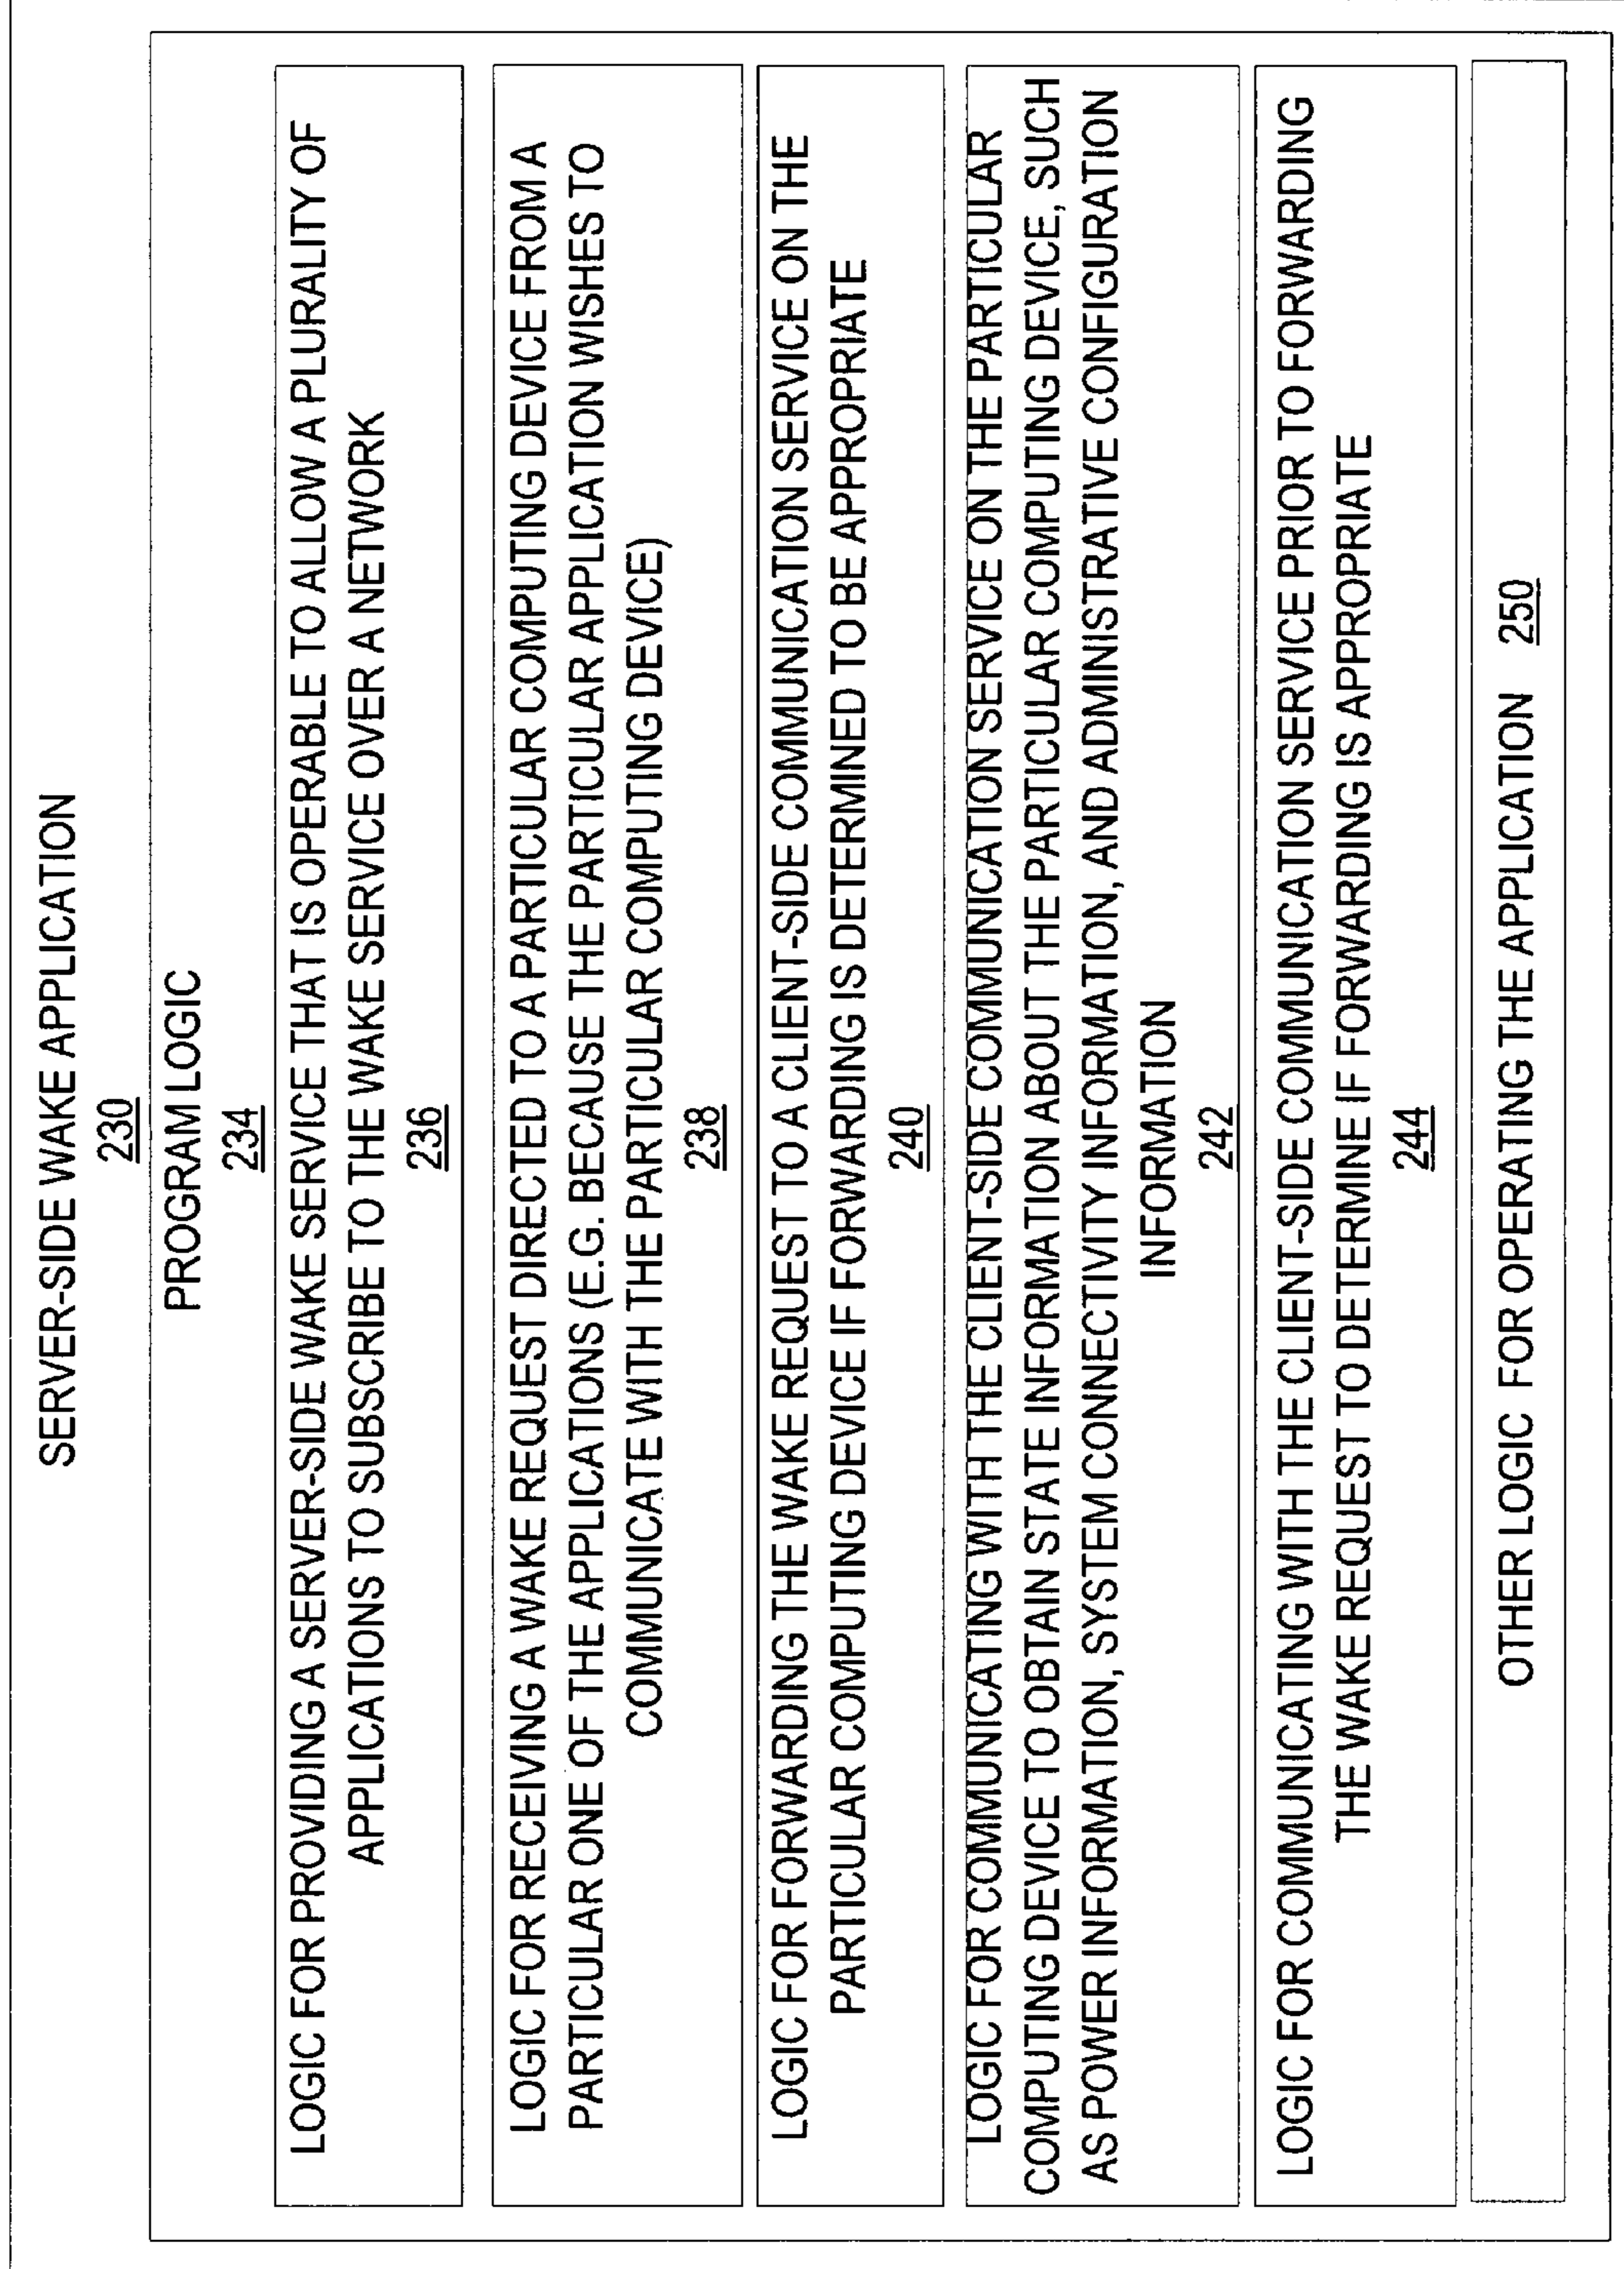 SERVER-SIDE WAKE APPLICATION
230
PROGRAM LOGIC
234
LOGIC FOR PROVIDING A SERVER-SIDE WAKE SERVICE THAT IS OPERABLE TO ALLOW A PLURALITY OF
APPLICATIONS TO SUBSCRIBE TO THE WAKE SERVICE OVER A NETWORK
236
LOGIC FOR RECEIVING A WAKE REQUEST DIRECTED TO A PARTICULAR COMPUTING DEVICE FROM A
PARTICULAR ONE OF THE APPLICATIONS (E.G. BECAUSE THE PARTICULAR APPLICATION WISHES TO
COMMUNICATE WITH THE PARTICULAR COMPUTING DEVICE)
238
LOGIC FOR FORWARDING THE WAKE REQUEST TO A CLIENT-SIDE COMMUNICATION SERVICE ON THE
PARTICULAR COMPUTING DEVICE IF FORWARDING IS DETERMINED TO BE APPROPRIATE
240
LOGIC FOR COMMUNICATING WITH THE CLIENT-SIDE COMMUNICATION SERVICE ON THE PARTICULAR
COMPUTING DEVICE TO OBTAIN STATE INFORMATION ABOUT THE PARTICULAR COMPUTING DEVICE, SUCH
AS POWER INFORMATION, SYSTEM CONNECTIVITY INFORMATION, AND ADMINISTRATIVE CONFIGURATION
INFORMATION
242
LOGIC FOR COMMUNICATING WITH THE CLIENT-SIDE COMMUNICATION SERVICE PRIOR TO FORWARDING
THE WAKE REQUEST TO DETERMINE IF FORWARDING IS APPROPRIATE
244
OTHER LOGIC FOR OPERATING THE APPLICATION 250